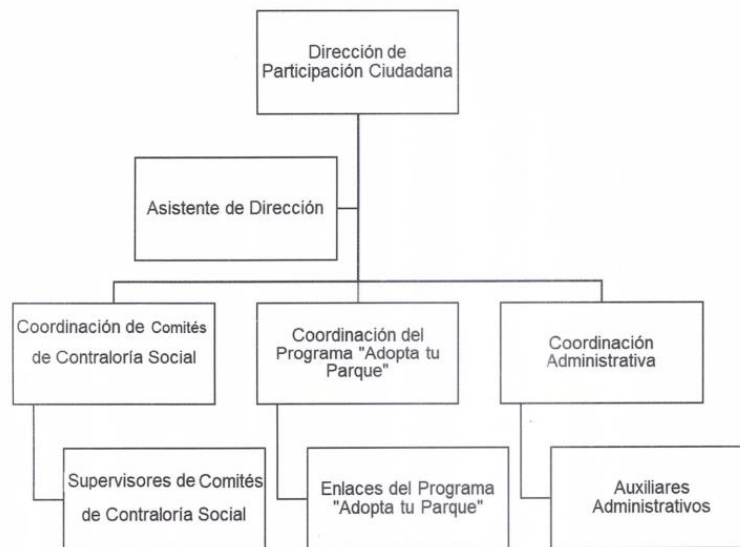 Dirección de
Participación Ciudadana
Asistente de Dirección
Coordinación de Comités
de Contraloría Social
Coordinación del
Programa "Adopta tu
Parque"
Coordinación
Administrativa
Supervisores de Comités
de Contraloría Social
Enlaces del Programa
"Adopta tu Parque"
Auxiliares
Administrativos